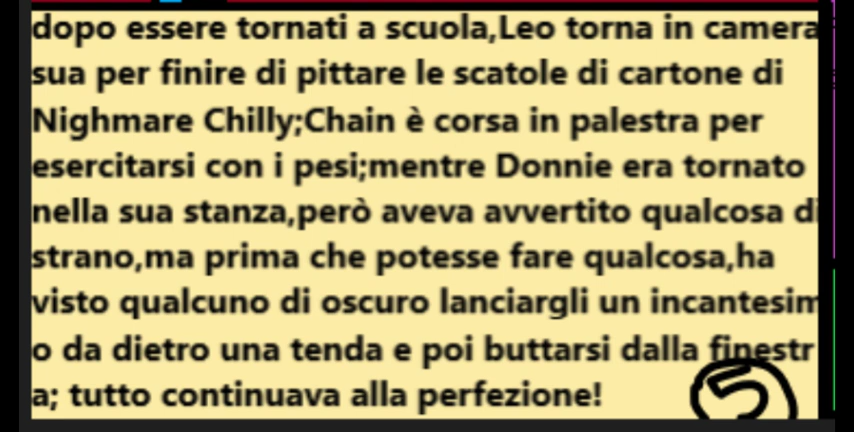 dopo essere tornati a scuola,Leo torna in camera
sua per finire di pittare le scatole di cartone di
Nighmare Chilly;Chain è corsa in palestra per
esercitarsi con i pesi;mentre Donnie era tornato
nella sua stanza,però aveva avvertito qualcosa di
strano,ma prima che potesse fare qualcosa,ha
visto qualcuno di oscuro lanciargli un incantesim
o da dietro una tenda e poi buttarsi dalla finestr
a; tutto continuava alla perfezione!
5